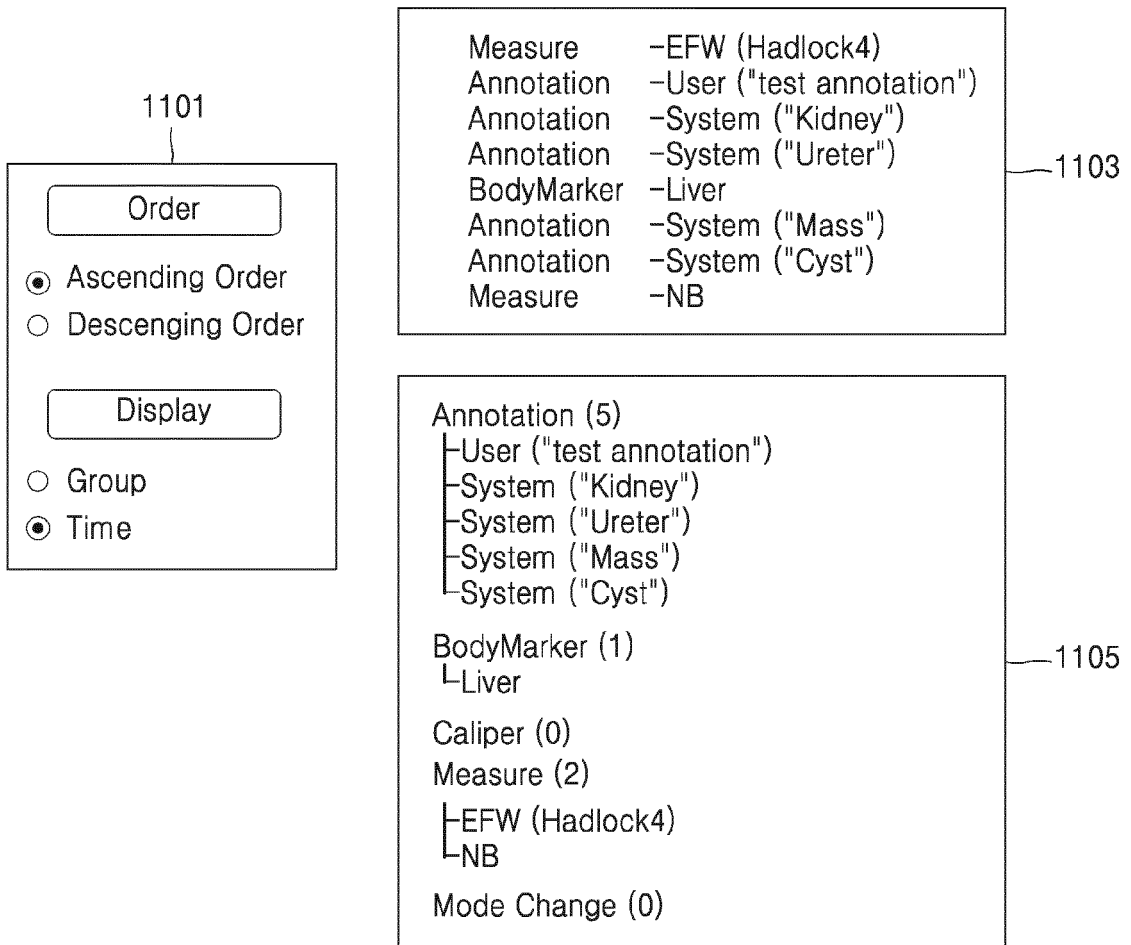 1101
Order
Ascending Order
Descenging Order
Display
Group
Time
Measure -EFW (Hadlock4)
Annotation -User ("test annotation")
Annotation -System ("Kidney")
Annotation -System ("Ureter")
BodyMarker -Liver
Annotation -System ("Mass")
Annotation -System ("Cyst")
Measure -NB
1103
Annotation (5)
User ("test annotation")
System ("Kidney")
System ("Ureter")
System ("Mass")
System ("Cyst")
BodyMarker (1)
Liver
Caliper (0)
Measure (2)
EFW (Hadlock4)
NB
Mode Change (0)
1105